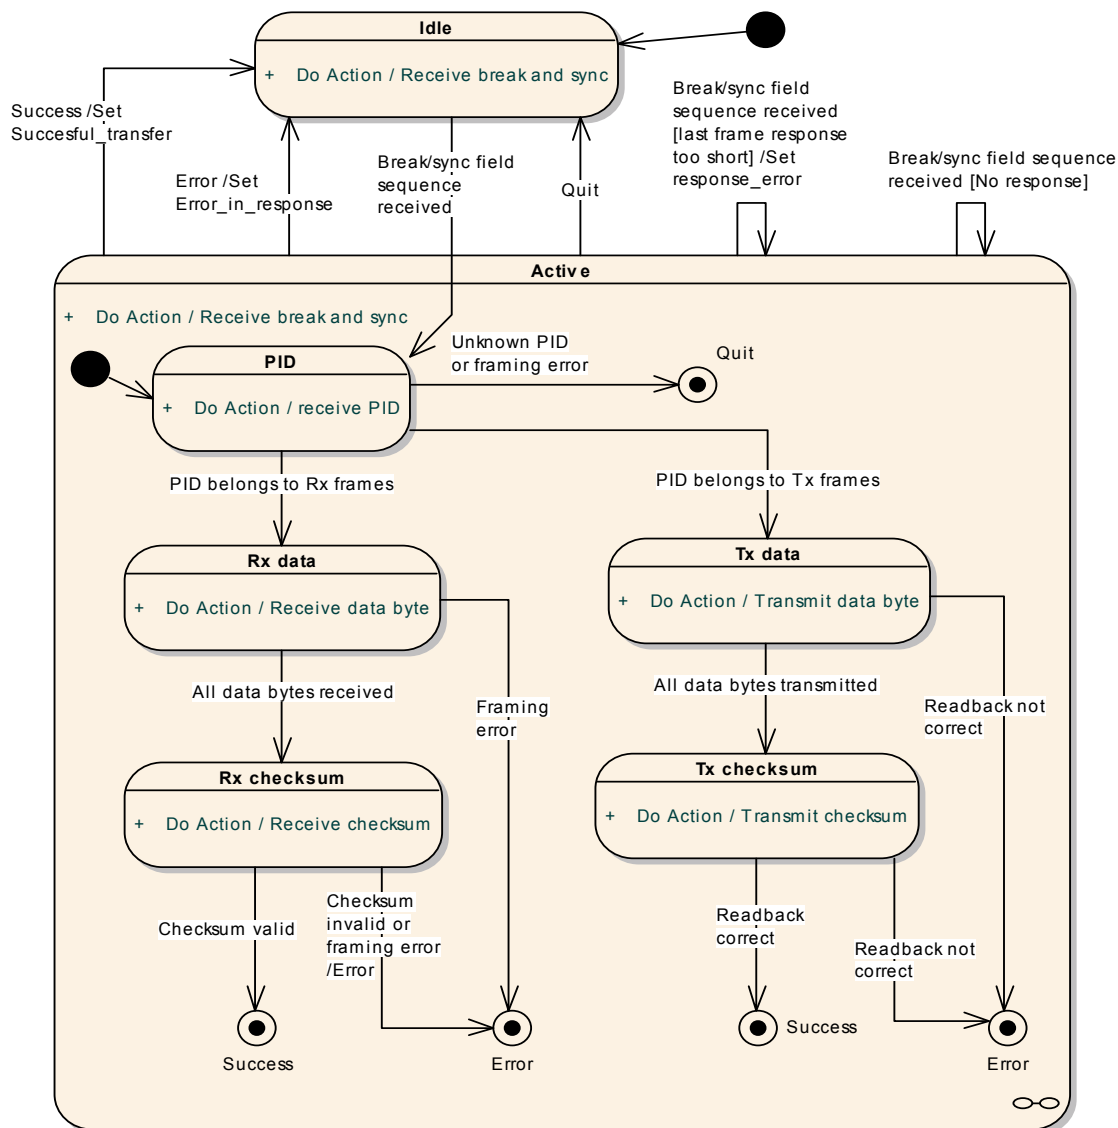 Idle
+ Do Action / Receive break and sync
Success /Set
Succesful_transfer
Error /Set
Error_in_response
Break/sync field
sequence
received
Quit
Break/sync field
sequence received
[last frame response
too short] /Set
response_error
Break/sync field sequence
received [No response]
Active
+ Do Action / Receive break and sync
PID
+ Do Action / receive PID
Unknown PID
or framing error
Quit
PID belongs to Rx frames
PID belongs to Tx frames
Rx data
+ Do Action / Receive data byte
Tx data
+ Do Action / Transmit data byte
All data bytes received
Framing
error
All data bytes transmitted
Readback not
correct
Rx checksum
+ Do Action / Receive checksum
Tx checksum
+ Do Action / Transmit checksum
Checksum valid
Checksum
invalid or
framing error
/Error
Readback
correct
Readback not
correct
Success
Error
Success
Error